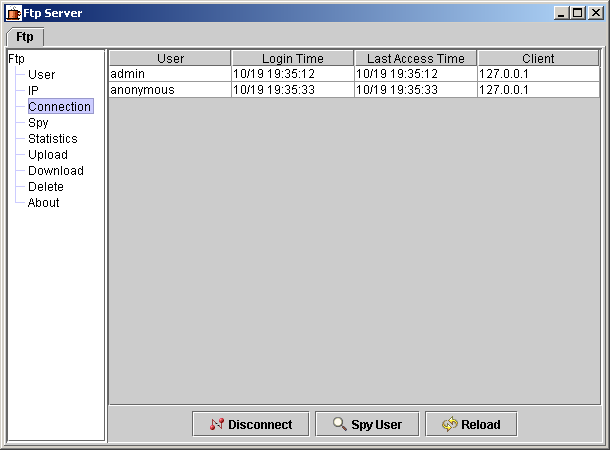 Ftp Server
Ftp
Ftp
User
IP
Connection
Spy
Statistics
Upload
Download
Delete
About
User Login Time Last Access Time Client
admin 10/19 19:35:12 10/19 19:35:12 127.0.0.1
anonymous 10/19 19:35:33 10/19 19:35:33 127.0.0.1
Disconnect Spy User Reload